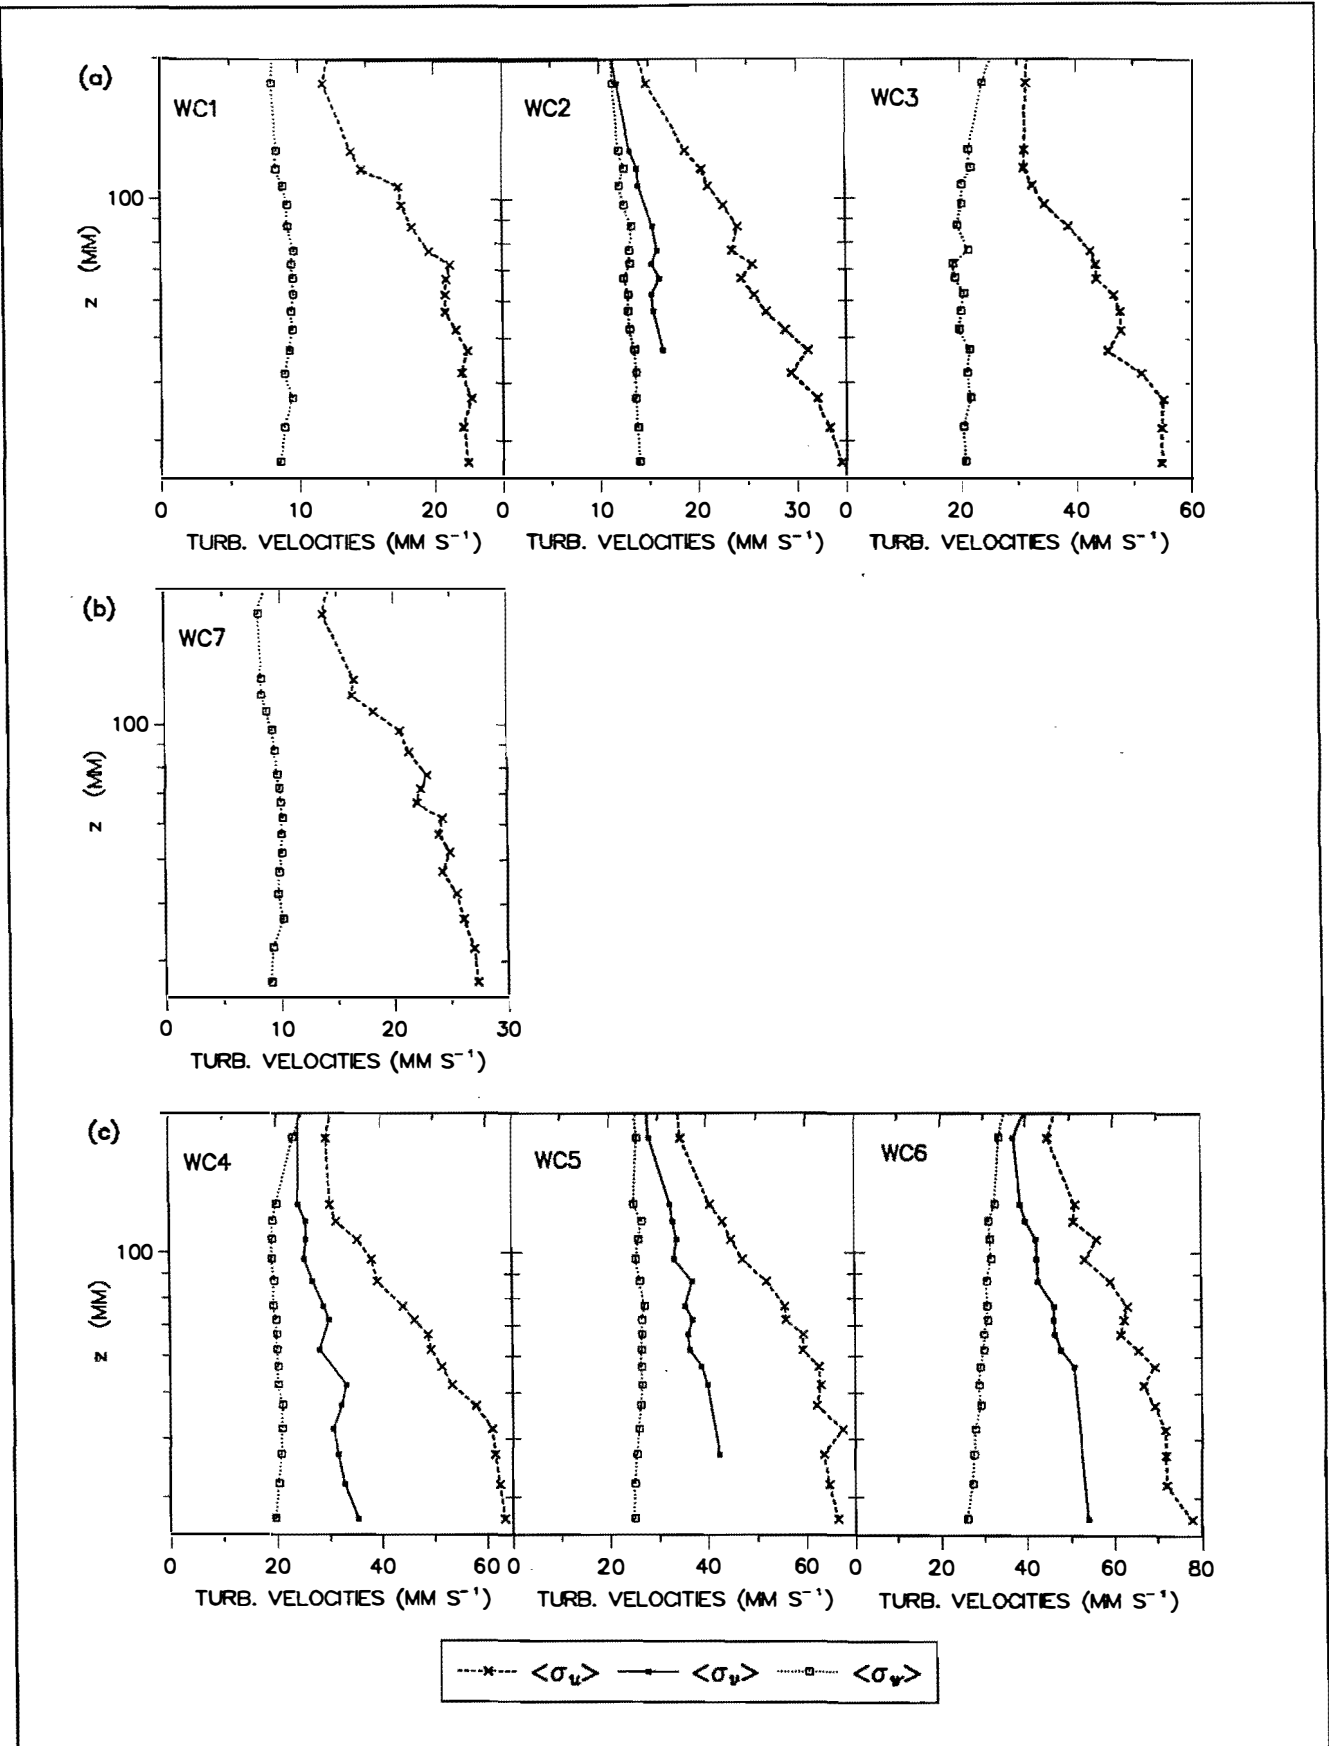 (a)
WC1
WC2
WC3
100
Z (MM)
0 10 20 0 10 20 30 0 20 40 60
TURB. VELOCITIES (MM S⁻¹) TURB. VELOCITIES (MM S⁻¹) TURB. VELOCITIES (MM S⁻¹)
(b)
WC7
100
Z (MM)
0 10 20 30
TURB. VELOCITIES (MM S⁻¹)
(c)
WC4
WC5
WC6
100
Z (MM)
0 20 40 60 0 20 40 60 0 20 40 60 80
TURB. VELOCITIES (MM S⁻¹) TURB. VELOCITIES (MM S⁻¹) TURB. VELOCITIES (MM S⁻¹)
<σu> <σv> <σw>